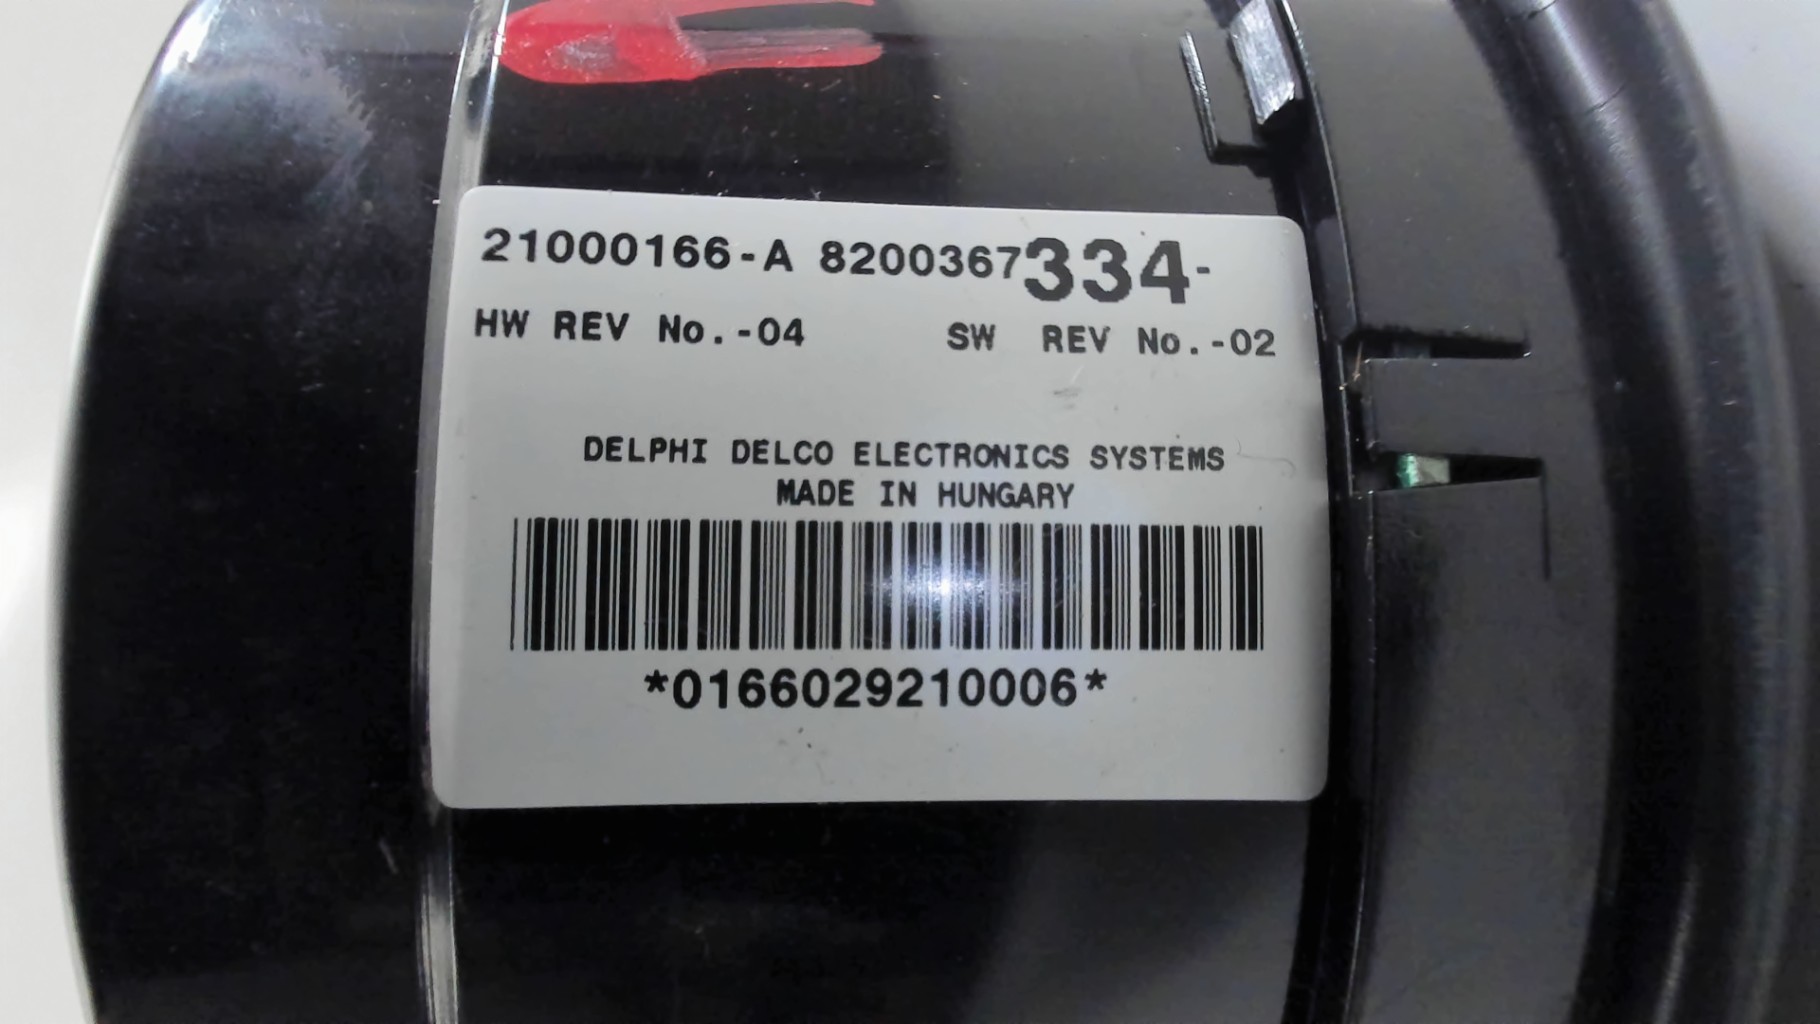 21000166-A 8200367334-
HW REV No.-04 SW REV No.-02
DELPHI DELCO ELECTRONICS SYSTEMS
MADE IN HUNGARY
*0166029210006*